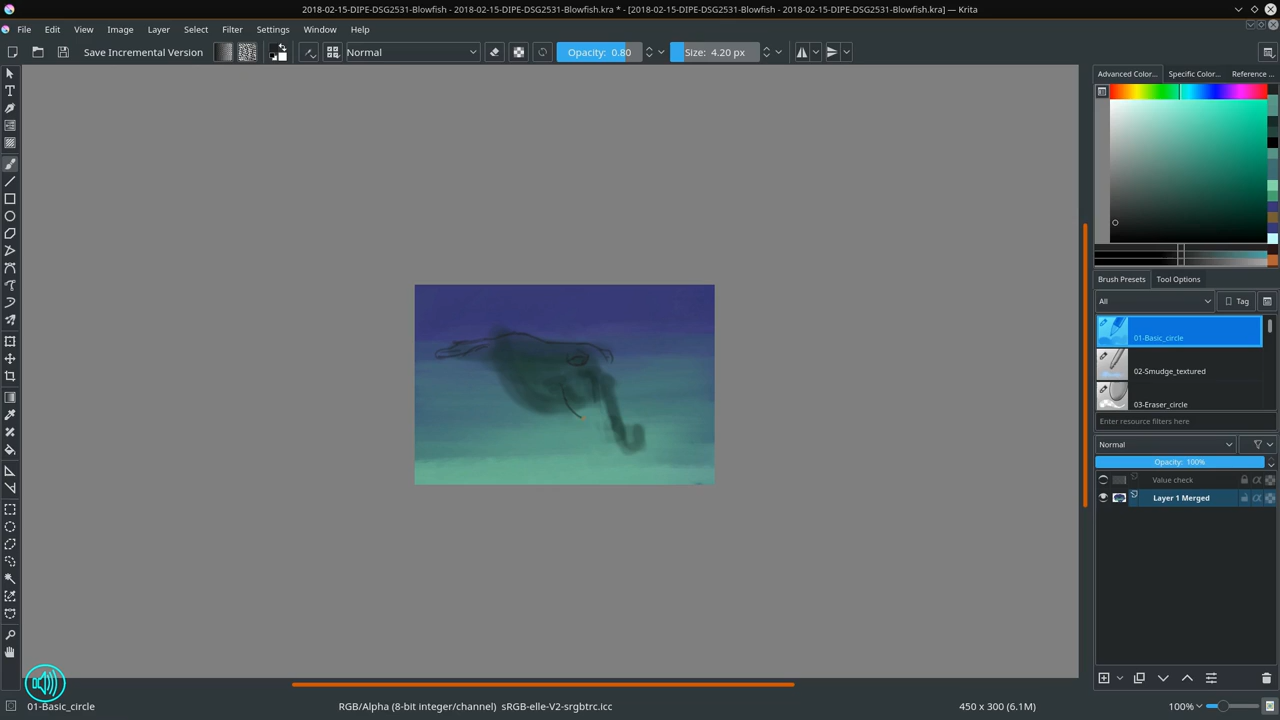 2018-02-15-DIPE-DSG2531-Blowfish - 2018-02-15-DIPE-DSG2531-Blowfish.kra * - [2018-02-15-DIPE-DSG2531-Blowfish - 2018-02-15-DIPE-DSG2531-Blowfish.kra] — Krita
File Edit View Image Layer Select Filter Settings Window Help
Save Incremental Version Normal Opacity: 0.80 Size: 4.20 px
Advanced Color... Specific Color... Reference ...
Brush Presets Tool Options
All Tag
01-Basic_circle
02-Smudge_textured
03-Eraser_circle
Enter resource filters here
Normal
Opacity: 100%
Value check
Layer 1 Merged
01-Basic_circle RGB/Alpha (8-bit integer/channel) sRGB-elle-V2-srgbtrc.icc 450 x 300 (6.1M) 100%